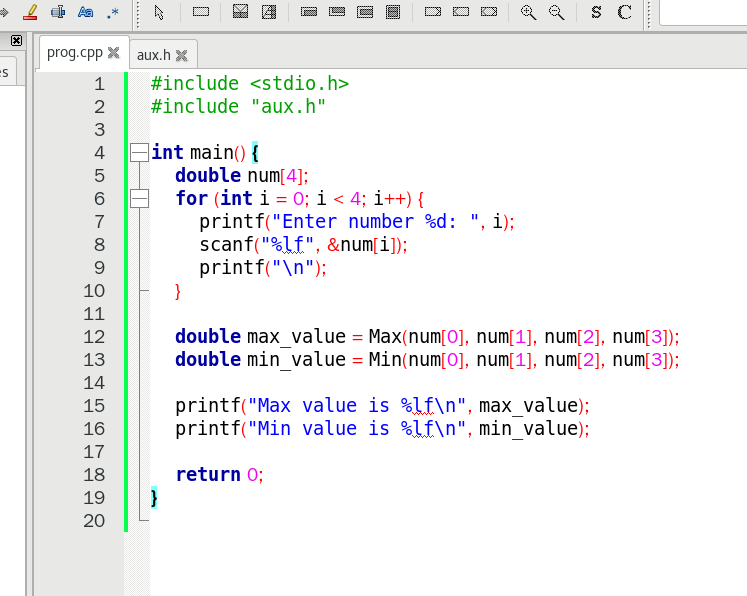 Aa .*
S C
es
prog.cpp aux.h
1 #include <stdio.h>
2 #include "aux.h"
3
4 int main() {
5 double num[4];
6 for (int i = 0; i < 4; i++) {
7 printf("Enter number %d: ", i);
8 scanf("%lf", &num[i]);
9 printf("\n");
10 }
11
12 double max_value = Max(num[0], num[1], num[2], num[3]);
13 double min_value = Min(num[0], num[1], num[2], num[3]);
14
15 printf("Max value is %lf\n", max_value);
16 printf("Min value is %lf\n", min_value);
17
18 return 0;
19 }
20